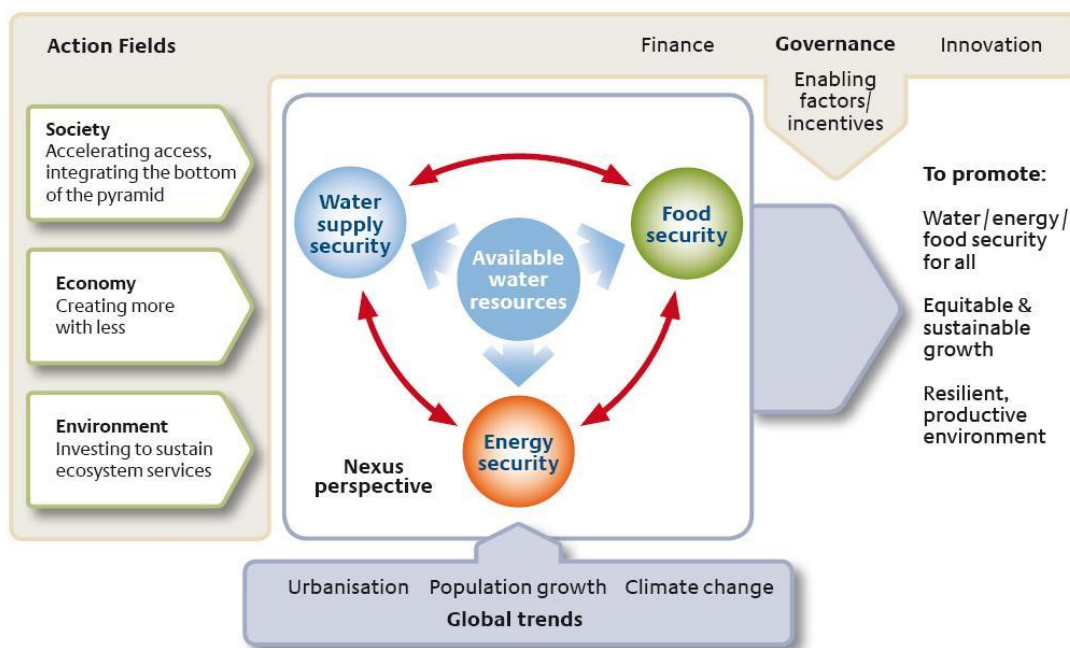 Action Fields
Finance
Governance
Innovation
Enabling
factors/
incentives
Society
Accelerating access,
integrating the bottom
of the pyramid
Economy
Creating more
with less
Environment
Investing to sustain
ecosystem services
Water
supply
security
Food
security
Available
water
resources
Energy
security
Nexus
perspective
To promote:
Water / energy /
food security
for all
Equitable &
sustainable
growth
Resilient,
productive
environment
Urbanisation
Population growth
Climate change
Global trends